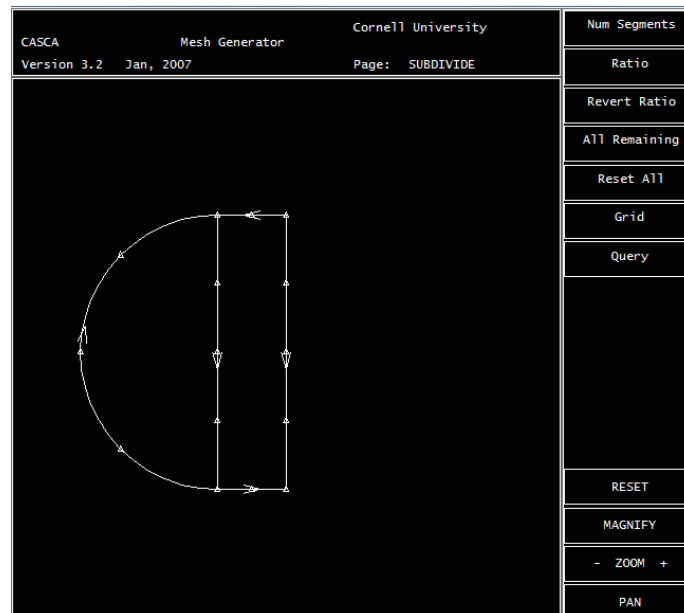 Cornell University
CASCA Mesh Generator
Version 3.2 Jan, 2007 Page: SUBDIVIDE
Num Segments
Ratio
Revert Ratio
All Remaining
Reset All
Grid
Query
RESET
MAGNIFY
- ZOOM +
PAN